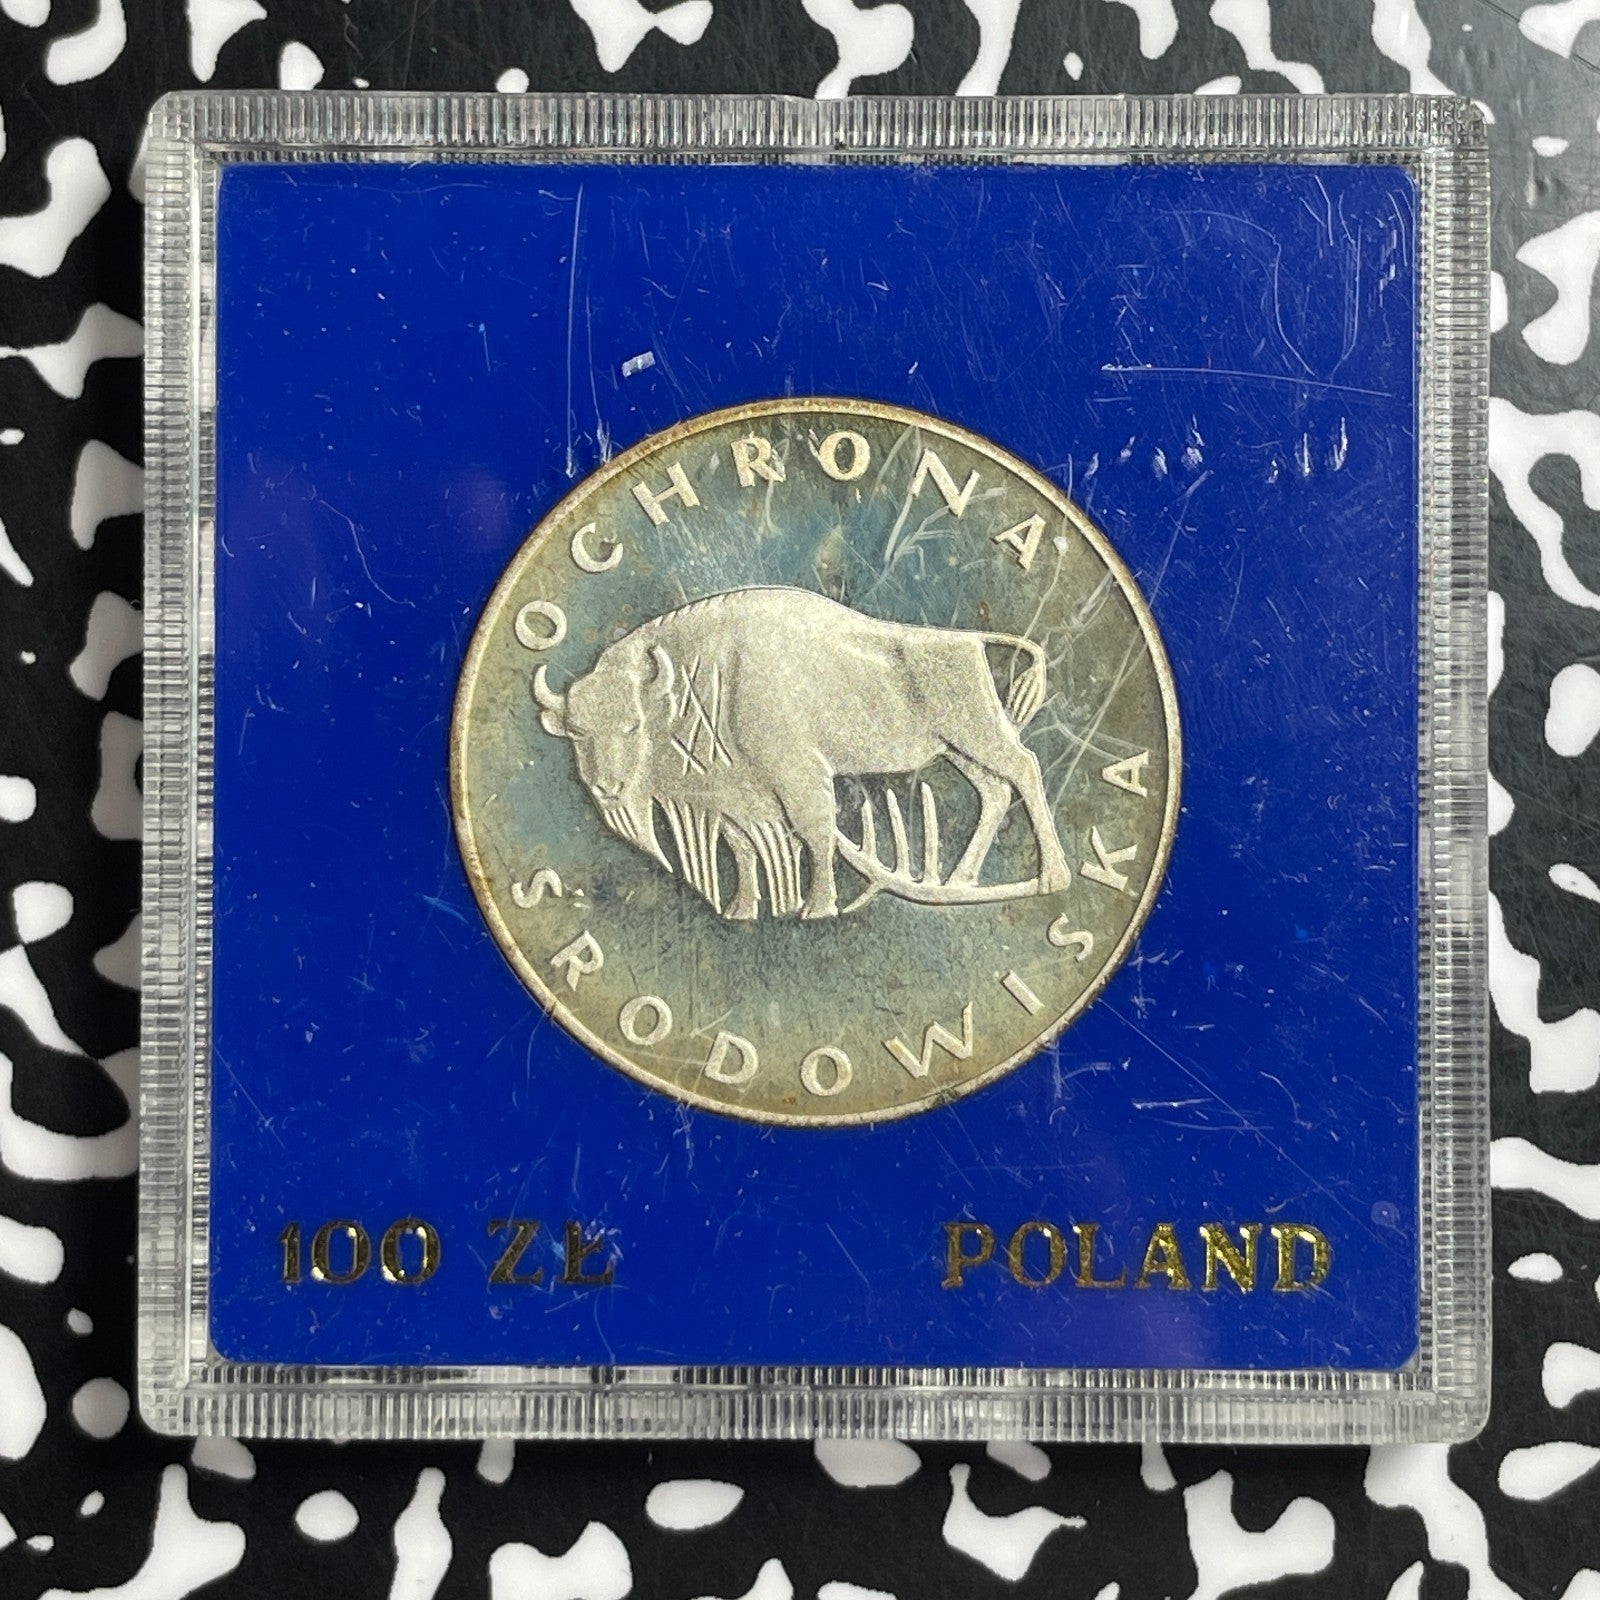 OCHRONA
ŚRODOWISKA
100 ZŁ POLAND